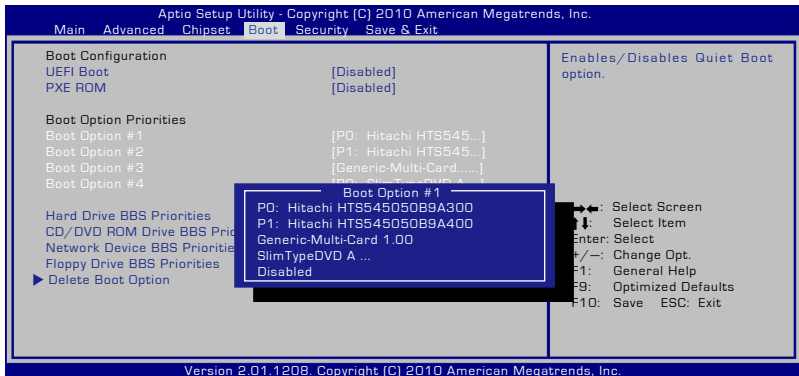 Aptio Setup Utility - Copyright (C) 2010 American Megatrends, Inc.
Main Advanced Chipset Boot Security Save & Exit
Boot Configuration
UEFI Boot [Disabled]
PXE ROM [Disabled]
Boot Option Priorities
Boot Option #1 [P0: Hitachi HTS545...]
Boot Option #2 [P1: Hitachi HTS545...]
Boot Option #3 [Generic-Multi-Card......]
Boot Option #4
Hard Drive BBS Priorities
CD/DVD ROM Drive BBS
Network Device BBS
Floppy Drive BBS Priorities
Delete Boot Option
Boot Option #1
P0: Hitachi HTS545050B9A300
P1: Hitachi HTS545050B9A400
Generic-Multi-Card 1.00
SlimTypeDVD A ...
Disabled
Enables/Disables Quiet Boot
option.
→←: Select Screen
↑↓: Select Item
Enter: Select
+/—: Change Opt.
F1: General Help
F9: Optimized Defaults
F10: Save ESC: Exit
Version 2.01.1208. Copyright (C) 2010 American Megatrends, Inc.